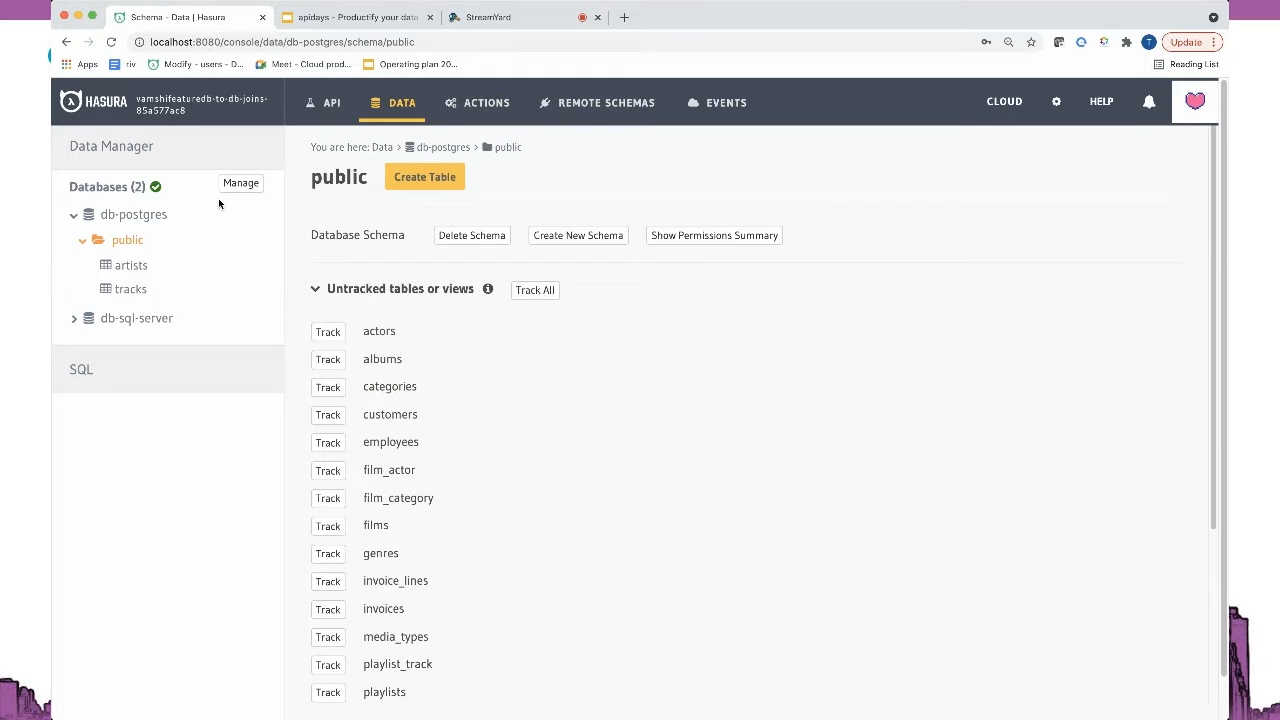 Schema - Data | Hasura
apidays - Productify your data
StreamYard
localhost:8080/console/data/db-postgres/schema/public
T
Update
Apps
riv
Modify - users - D...
Meet - Cloud prod...
Operating plan 20...
Reading List
HASURA
vamshifeaturedb-to-db-joins-
85a577ac8
API
DATA
ACTIONS
REMOTE SCHEMAS
EVENTS
CLOUD
HELP
Data Manager
Databases (2)
Manage
db-postgres
public
artists
tracks
db-sql-server
SQL
You are here: Data > db-postgres > public
public
Create Table
Database Schema
Delete Schema
Create New Schema
Show Permissions Summary
Untracked tables or views
Track All
Track actors
Track albums
Track categories
Track customers
Track employees
Track film_actor
Track film_category
Track films
Track genres
Track invoice_lines
Track invoices
Track media_types
Track playlist_track
Track playlists